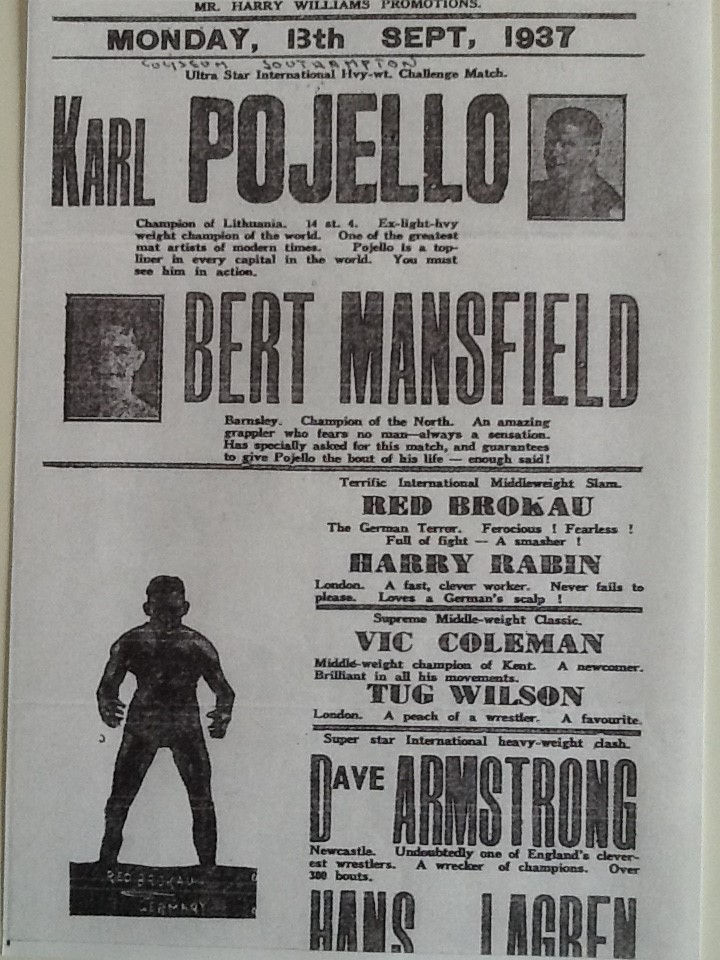 MR. HARRY WILLIAMS PROMOTIONS.
MONDAY, 13th SEPT, 1937
COLISEUM SOUTHAMPTON
Ultra Star International Hvy-wt. Challenge Match.
KARL POJELLO
Champion of Lithuania. 14 st. 4. Ex-light-hvy
weight champion of the world. One of the greatest
mat artists of modern times. Pojello is a top-
liner in every capital in the world. You must
see him in action.
BERT MANSFIELD
Barnsley. Champion of the North. An amazing
grappler who fears no man—always a sensation.
Has specially asked for this match, and guarantees
to give Pojello the bout of his life — enough said!
Terrific International Middleweight Slam.
RED BROKAU
The German Terror. Ferocious ! Fearless !
Full of fight — A smasher !
HARRY RABIN
London. A fast, clever worker. Never fails to
please. Loves a German's scalp !
Supreme Middle-weight Classic.
VIC COLEMAN
Middle-weight champion of Kent. A newcomer.
Brilliant in all his movements.
TUG WILSON
London. A peach of a wrestler. A favourite.
Super star International heavy-weight clash.
DAVE ARMSTRONG
Newcastle. Undoubtedly one of England's clever-
est wrestlers. A wrecker of champions. Over
300 bouts.
HANS LAGREN
RED BROKAU
GERMANY